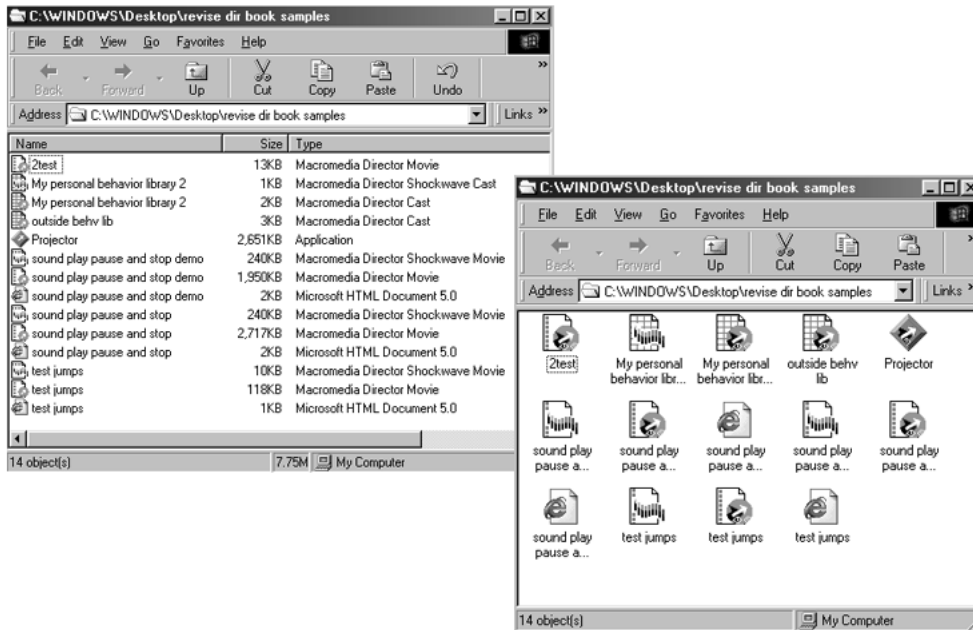 C:\WINDOWS\Desktop\revise dir book samples
File Edit View Go Favorites Help
Back Forward Up Cut Copy Paste Undo »
Address C:\WINDOWS\Desktop\revise dir book samples Links »
Name Size Type
2test 13KB Macromedia Director Movie
My personal behavior library 2 1KB Macromedia Director Shockwave Cast
My personal behavior library 2 2KB Macromedia Director Cast
outside behv lib 3KB Macromedia Director Cast
Projector 2,651KB Application
sound play pause and stop demo 240KB Macromedia Director Shockwave Movie
sound play pause and stop demo 1,950KB Macromedia Director Movie
sound play pause and stop demo 2KB Microsoft HTML Document 5.0
sound play pause and stop 240KB Macromedia Director Shockwave Movie
sound play pause and stop 2,717KB Macromedia Director Movie
sound play pause and stop 2KB Microsoft HTML Document 5.0
test jumps 10KB Macromedia Director Shockwave Movie
test jumps 118KB Macromedia Director Movie
test jumps 1KB Microsoft HTML Document 5.0
14 object(s) 7.75M My Computer
C:\WINDOWS\Desktop\revise dir book samples
File Edit View Go Favorites Help
Back Forward Up Cut Copy Paste
Address C:\WINDOWS\Desktop\revise dir book samples Links
2test My personal My personal outside behv Projector
behavior libr... behavior libr... lib
sound play sound play sound play sound play sound play
pause a... pause a... pause a... pause a... pause a...
sound play test jumps test jumps test jumps
pause a...
14 object(s) My Computer